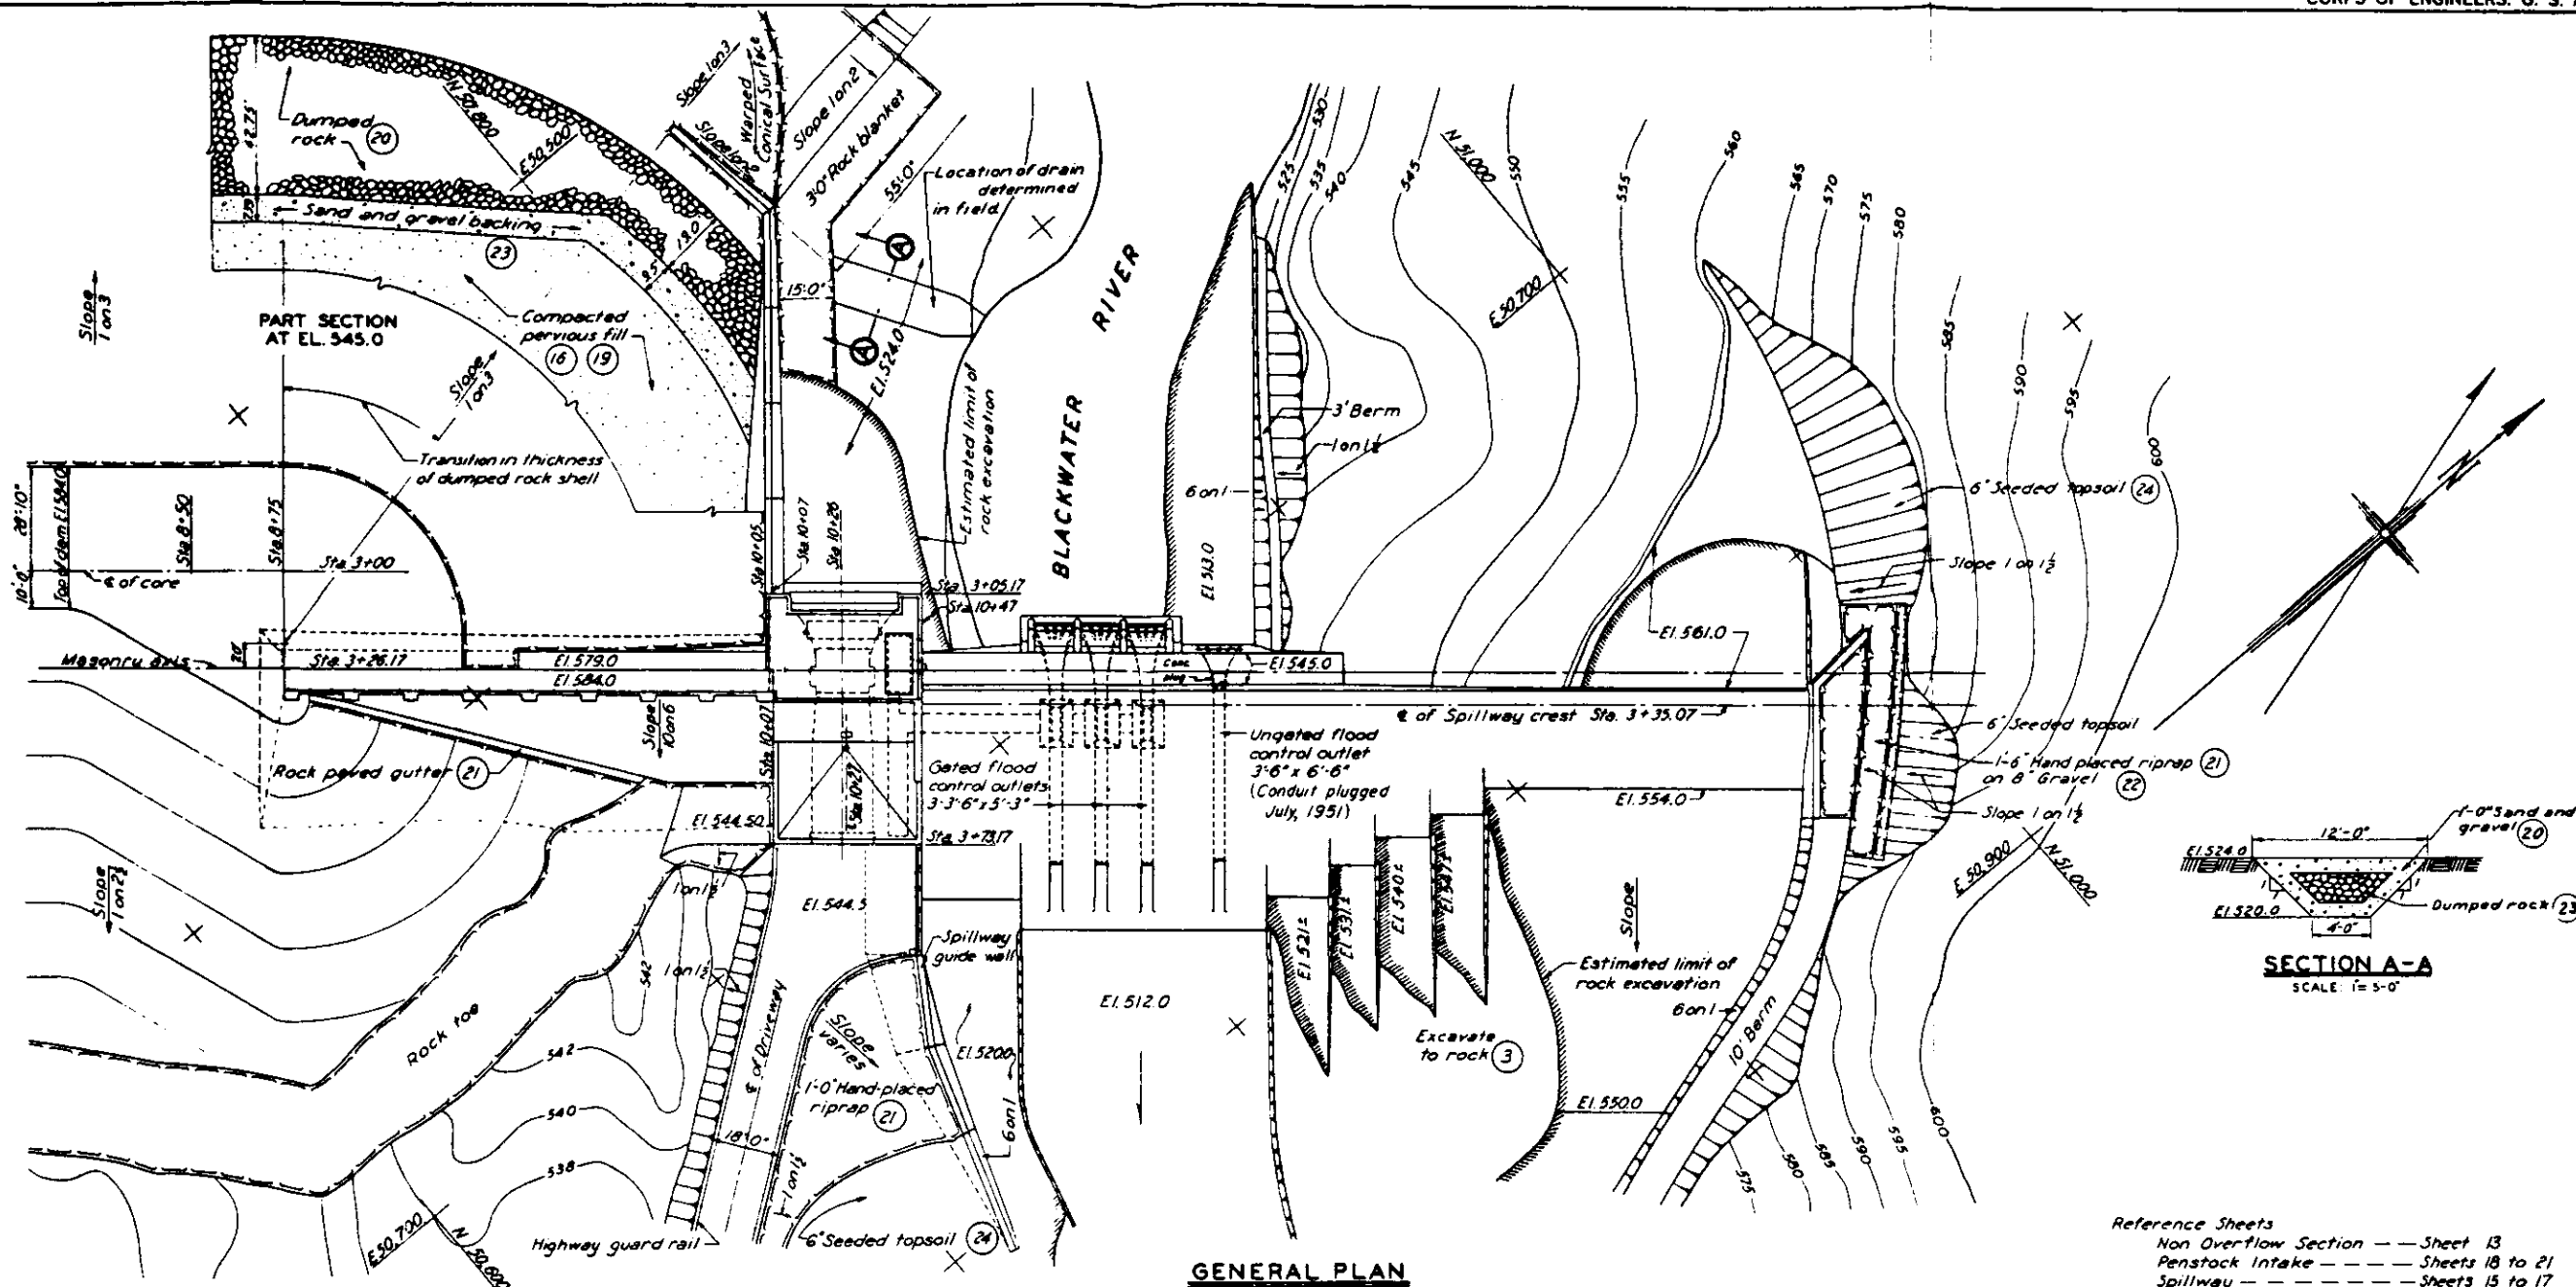 CORPS OF ENGINEERS, U. S.
42.75'
Dumped
rock 20
N 50,800
E 50,500
Slope 1 on 3
Warped
Conical Surface
Slope 1 on 2
3'0" Rock blanket
55'.0"
Location of drain
determined
in field
Sand and gravel backing
23
19.0
9.5
15'-0"
A
A
El. 524.0
Slope
1 on 3
PART SECTION
AT EL. 545.0
Compacted
pervious fill
16 19
Slope
1 on 3
Transition in thickness
of dumped rock shell
Estimated limit of
rock excavation
BLACKWATER RIVER
525
530
535
540
545
550
555
560
565
570
575
580
585
590
595
600
N 51,000
E 50,700
3' Berm
1 on 1½
6 on 1
El. 513.0
6" Seeded topsoil 24
Slope 1 on 1½
28'-10"
10'-0"
Top of dam El. 584.0
Sta. 8+50
Sta. 8+75
Sta. 3+00
℄ of core
Sta. 10+05
Sta. 10+07
Sta. 10+26
Sta. 3+05.17
Sta. 10+47
El. 561.0
Masonry axis
20'
Sta. 3+26.17
El. 579.0
El. 584.0
Conc.
plug
El. 545.0
Slope
10 on 6
Sta. 10+07
℄ of Spillway crest Sta. 3+35.07
6" Seeded topsoil
1'-6" Hand placed riprap 21
on 8" Gravel 22
Slope 1 on 1½
Rock paved gutter 21
Gated flood
control outlets
3-3'-6" x 5'-3"
Ungated flood
control outlet
3'-6" x 6'-6"
(Conduit plugged
July, 1951)
El. 554.0
Sta. 10+27
El. 544.50
Sta. 3+73.17
Slope
1 on 2½
1 on 1½
El. 544.5
Spillway
guide wall
El. 521±
El. 531±
El. 540±
El. 547±
Slope
Estimated limit of
rock excavation
6 on 1
10' Berm
E 50,900
N 51,000
12'-0"
1'-0" Sand and
gravel 20
El. 524.0
El. 520.0
Dumped rock 23
4'-0"
SECTION A-A
SCALE: 1"=5'-0"
Rock toe
542
542
540
538
1 on 1½
℄ of Driveway
Slope
varies
1'-0" Hand-placed
riprap 21
El. 520.0
6 on 1
El. 512.0
Excavate
to rock 3
El. 550.0
18'0"
1 on 1½
575
580
585
590
595
600
E 50,700
N 50,600
Highway guard rail
6" Seeded topsoil 24
GENERAL PLAN
Reference Sheets
Non Overflow Section — — Sheet 13
Penstock Intake — — — — Sheets 18 to 21
Spillway — — — — — — — Sheets 15 to 17